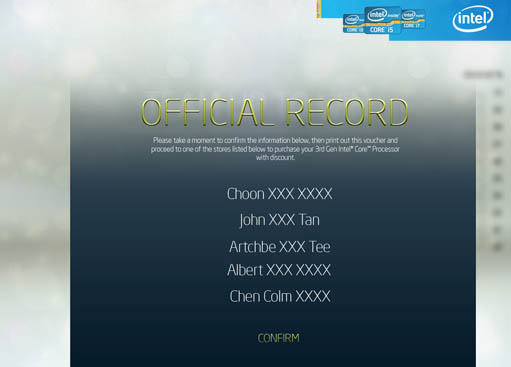 intel
CORE i3
intel inside
CORE i5
intel
CORE i7
intel
OFFICIAL RECORD
Please take a moment to confirm the information below, then print out this voucher and
proceed to one of the stores listed below to purchase your 3rd Gen Intel® Core™ Processor
with discount.
Choon XXX XXXX
John XXX Tan
Artchbe XXX Tee
Albert XXX XXXX
Chen Colm XXXX
CONFIRM